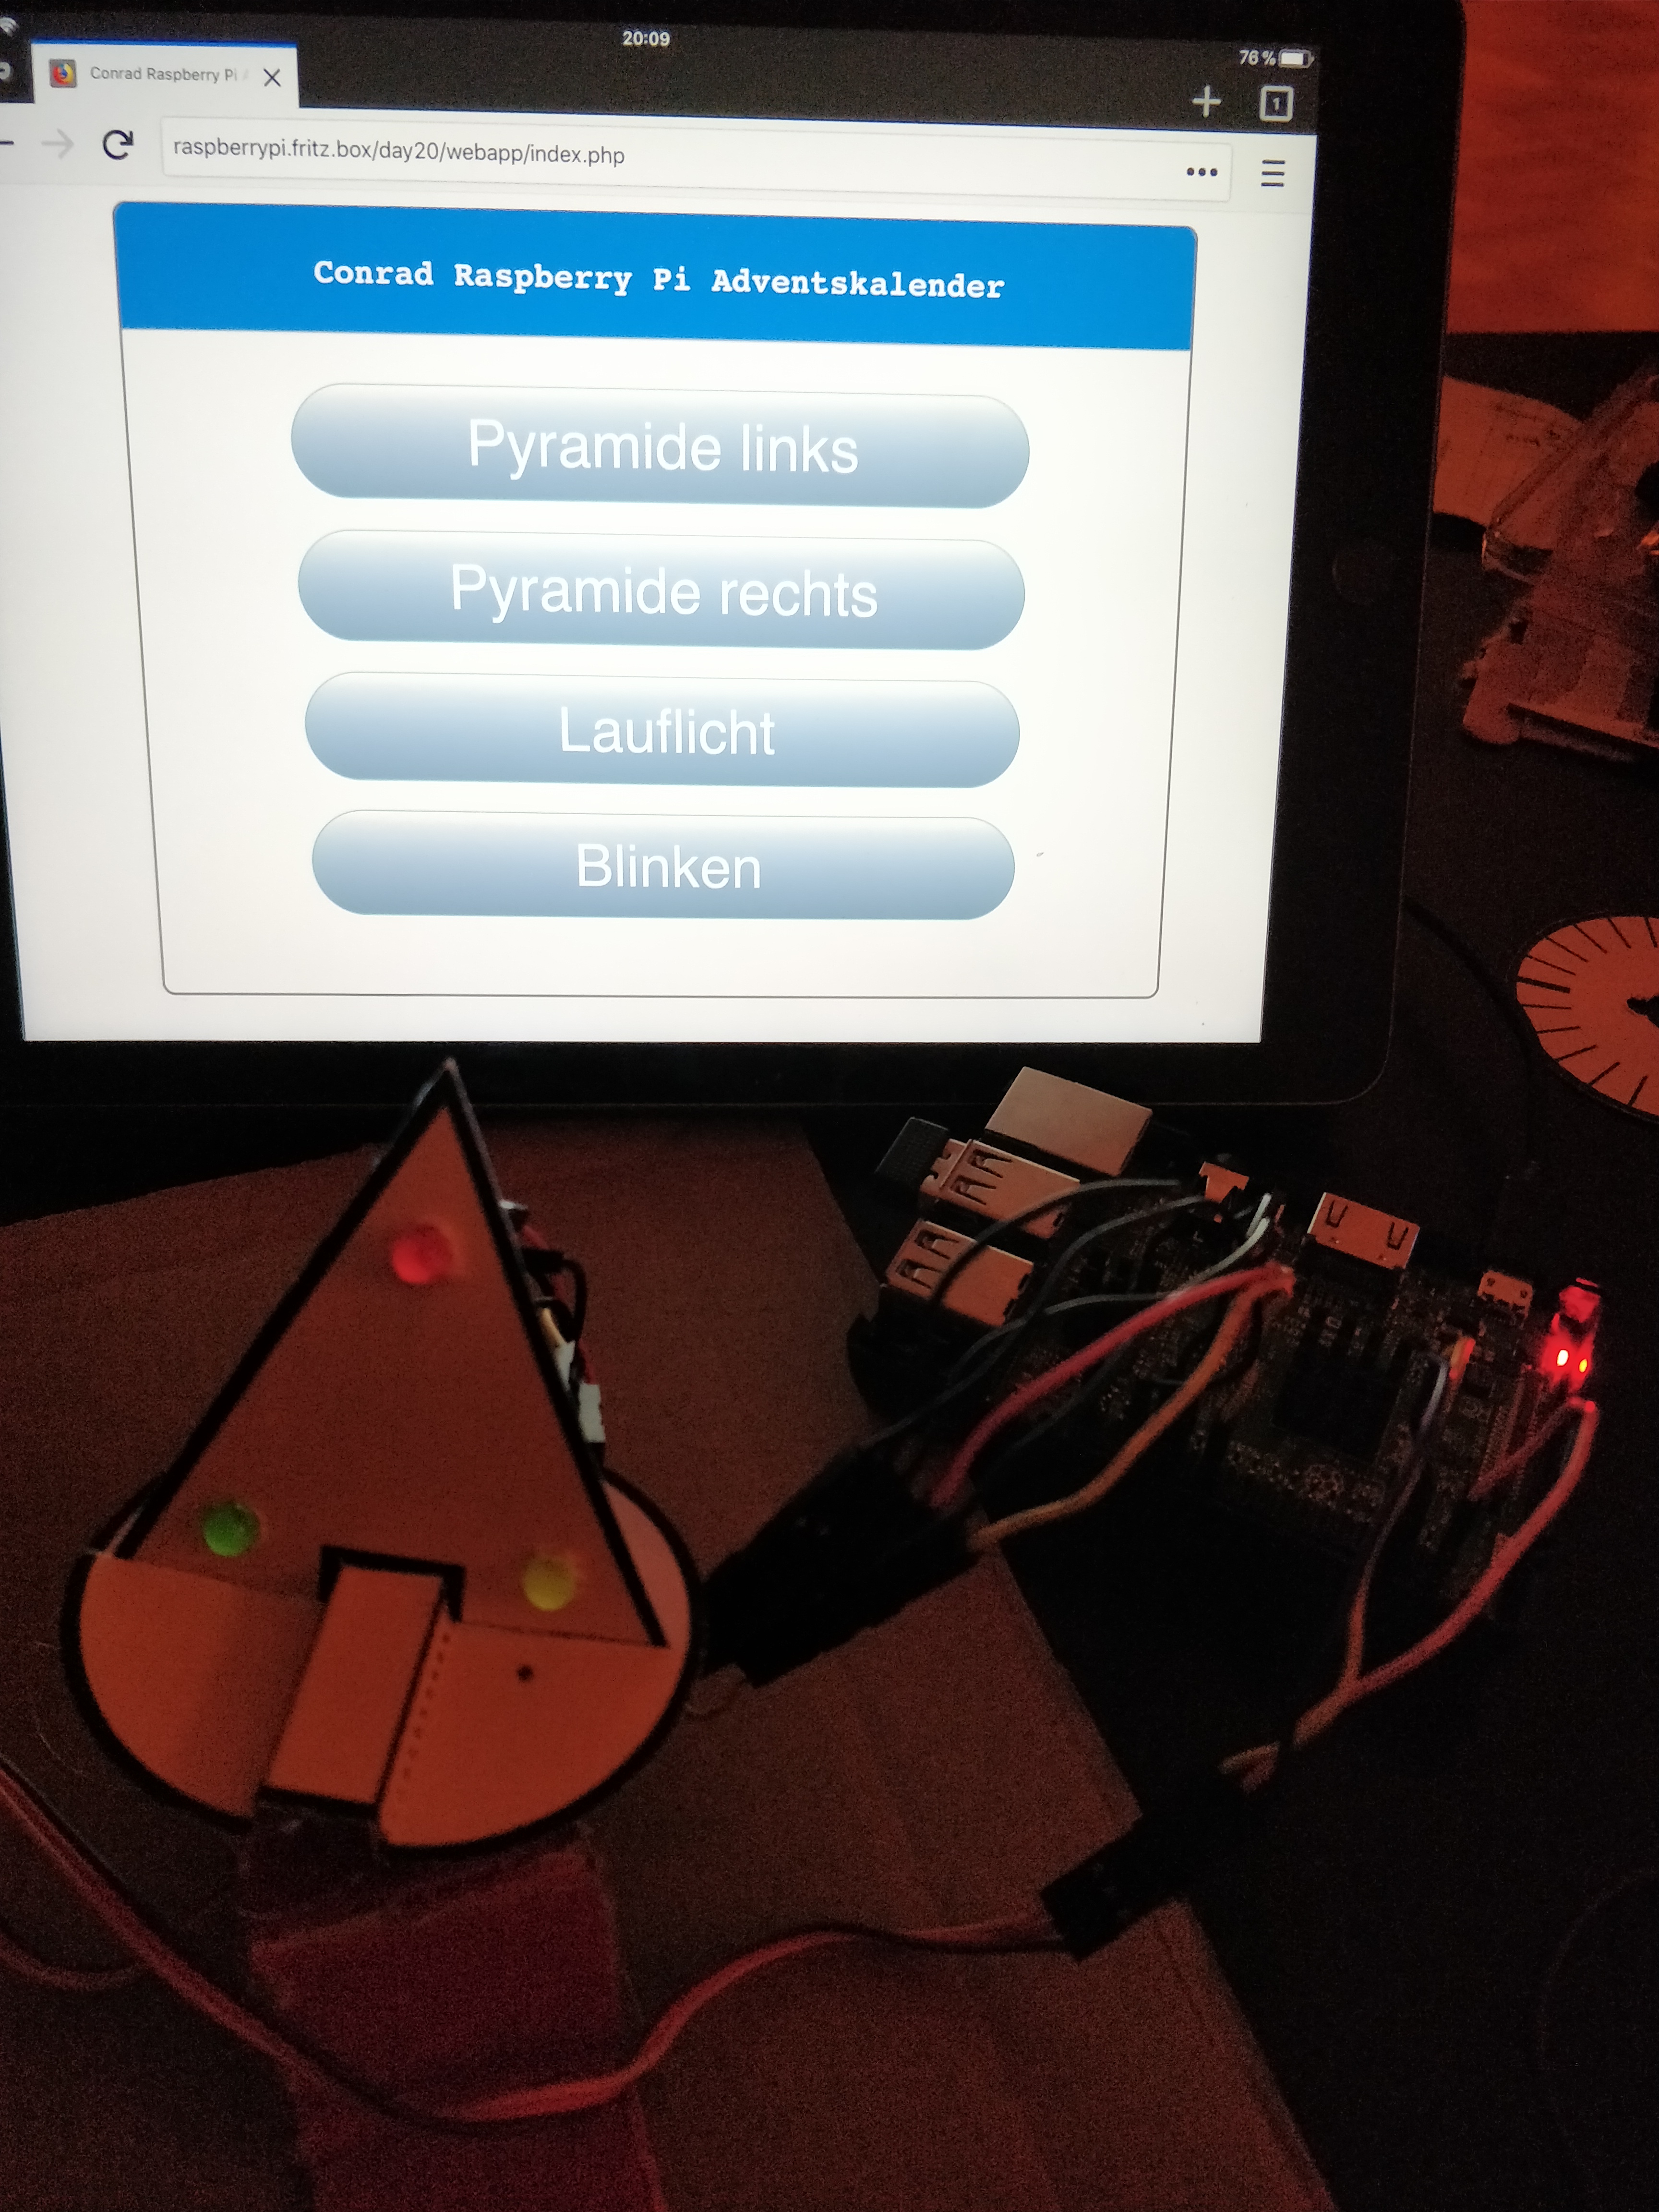 20:09
76 %
Conrad Raspberry Pi
1
raspberrypi.fritz.box/day20/webapp/index.php
Conrad Raspberry Pi Adventskalender
Pyramide links
Pyramide rechts
Lauflicht
Blinken